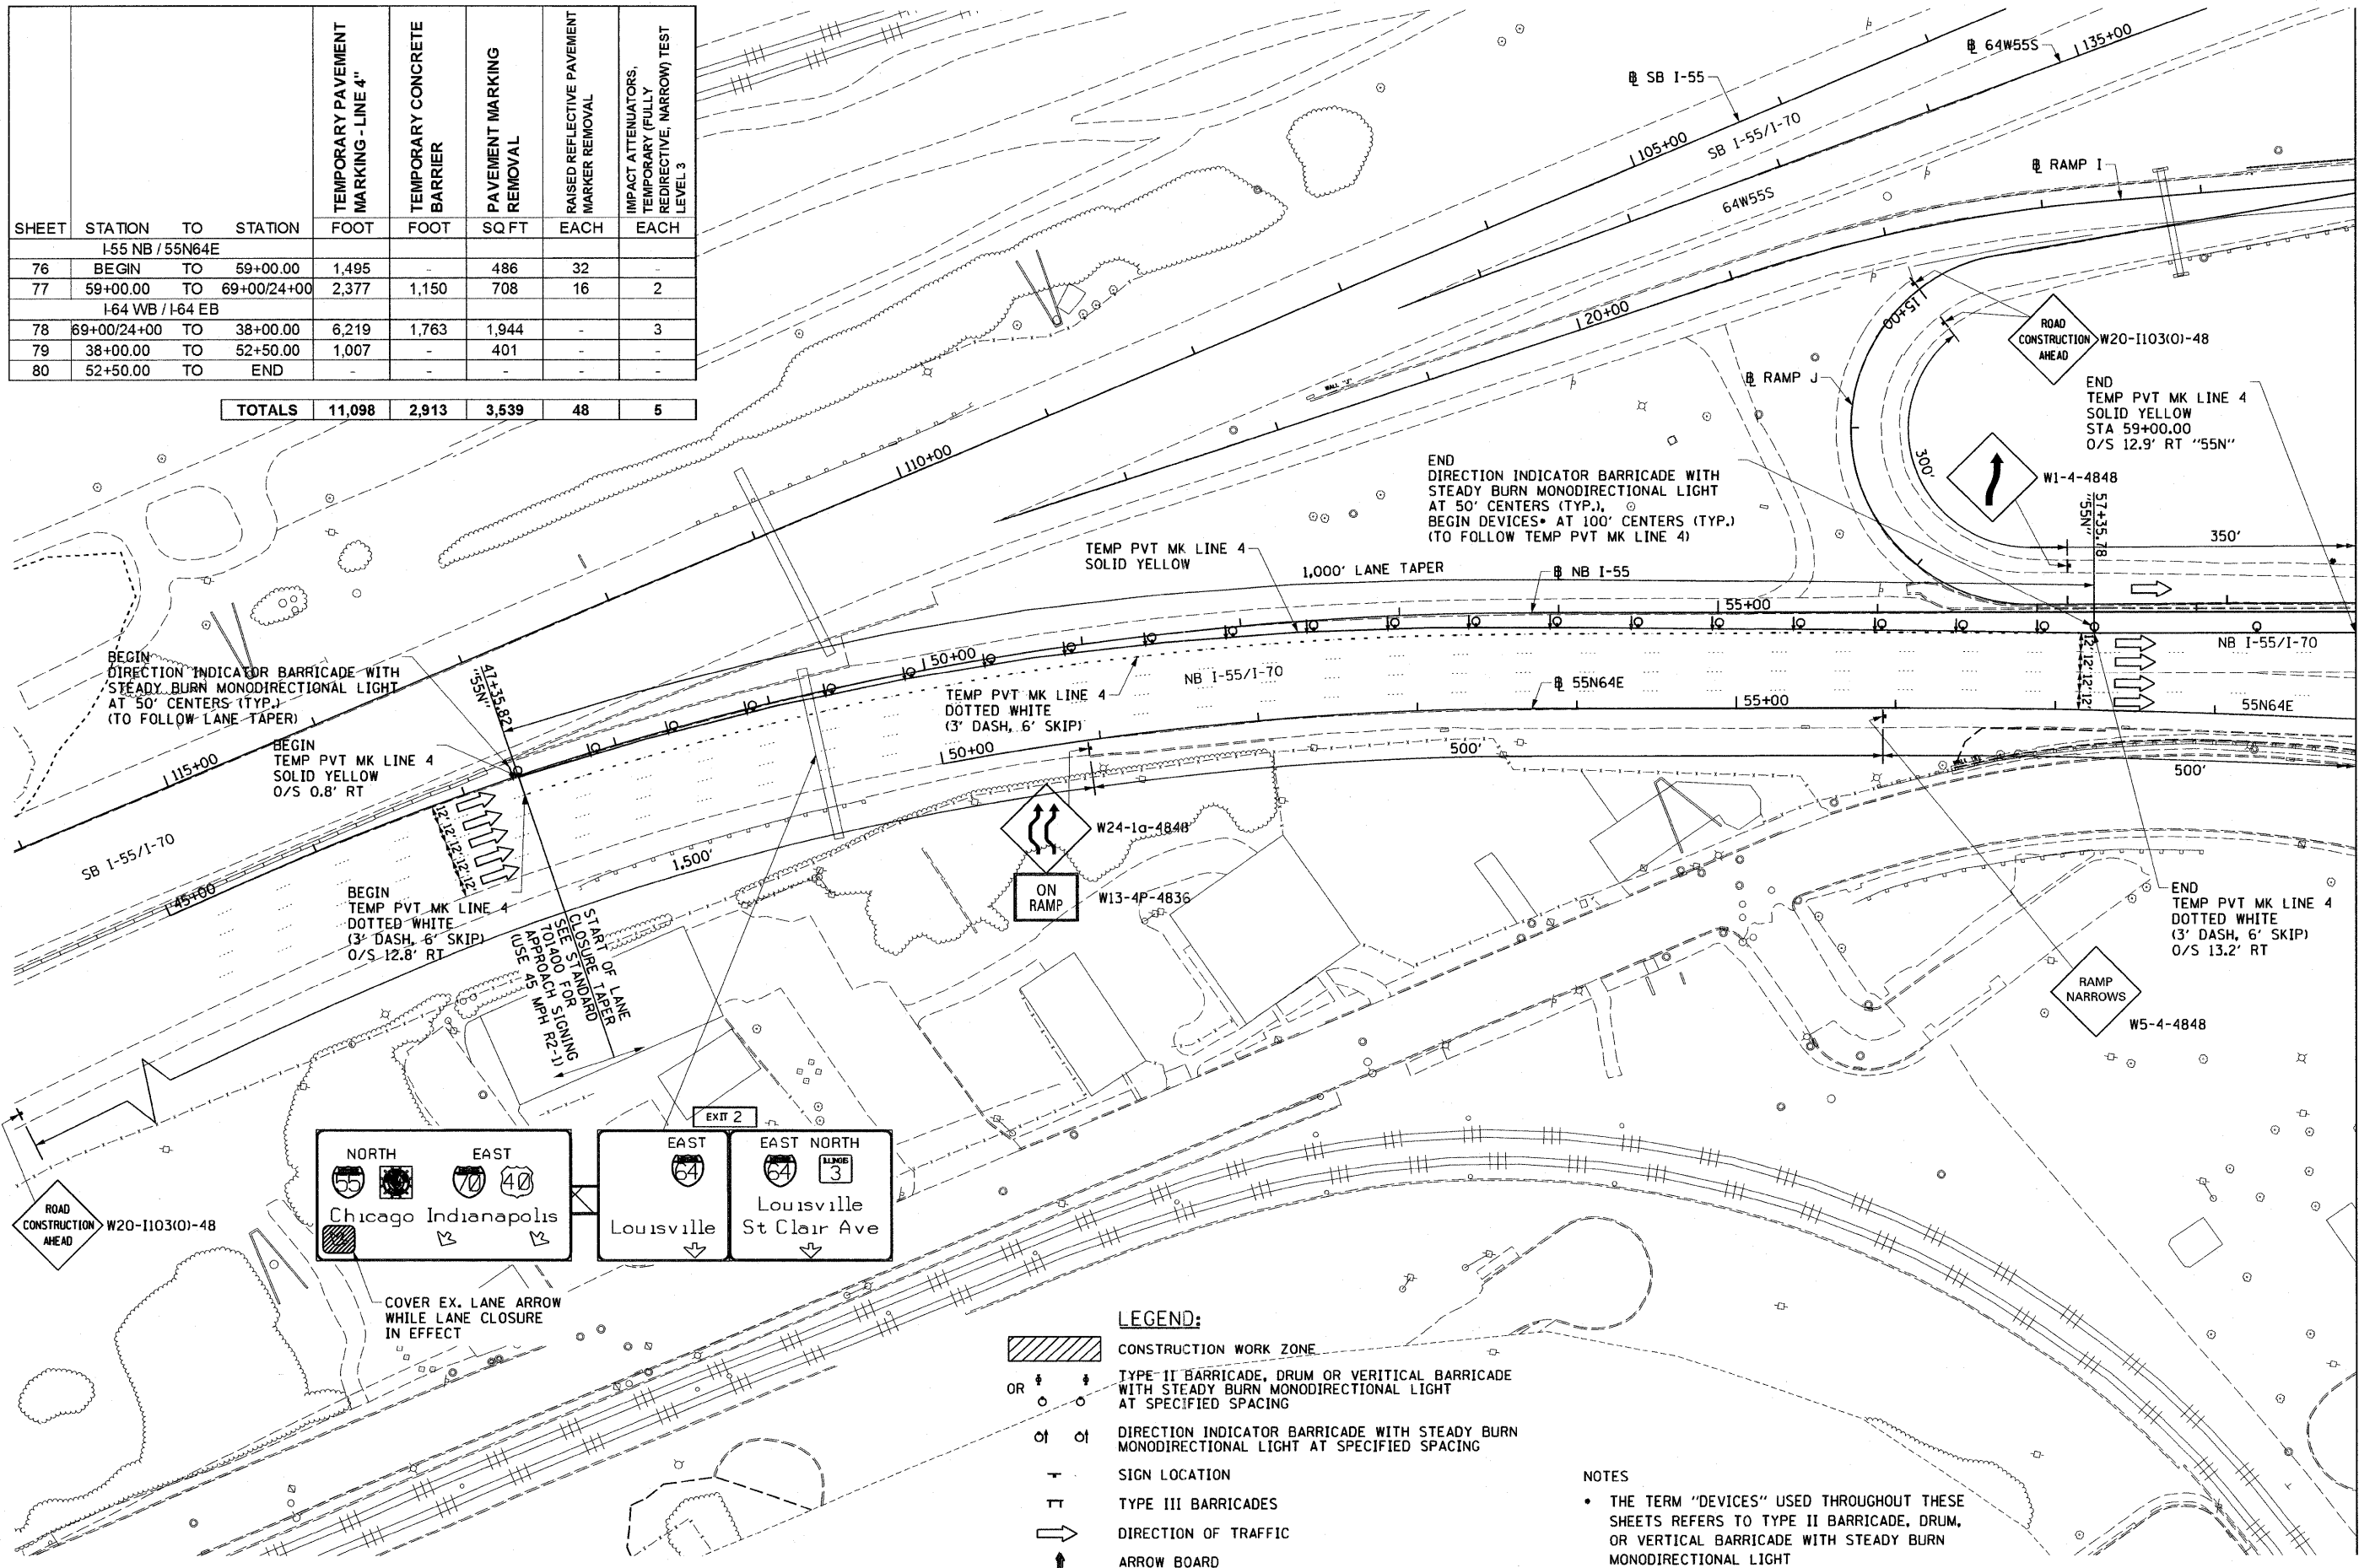 SHEET STATION TO STATION
TEMPORARY PAVEMENT MARKING - LINE 4"
FOOT
TEMPORARY CONCRETE BARRIER
FOOT
PAVEMENT MARKING REMOVAL
SQ FT
RAISED REFLECTIVE PAVEMENT MARKER REMOVAL
EACH
IMPACT ATTENUATORS, TEMPORARY (FULLY REDIRECTIVE, NARROW) TEST LEVEL 3
EACH
I-55 NB / 55N64E
76 BEGIN TO 59+00.00 1,495 - 486 32 -
77 59+00.00 TO 69+00/24+00 2,377 1,150 708 16 2
I-64 WB / I-64 EB
78 69+00/24+00 TO 38+00.00 6,219 1,763 1,944 - 3
79 38+00.00 TO 52+50.00 1,007 - 401 - -
80 52+50.00 TO END - - - - -
TOTALS 11,098 2,913 3,539 48 5
℄ 64W55S
135+00
℄ SB I-55
105+00
SB I-55/I-70
64W55S
℄ RAMP I
120+00
15+00
ROAD
CONSTRUCTION
AHEAD
W20-I103(O)-48
℄ RAMP J
END
TEMP PVT MK LINE 4
SOLID YELLOW
STA 59+00.00
O/S 12.9' RT "55N"
300'
W1-4-4848
57+35.78
"55N"
350'
END
DIRECTION INDICATOR BARRICADE WITH
STEADY BURN MONODIRECTIONAL LIGHT
AT 50' CENTERS (TYP.),
BEGIN DEVICES* AT 100' CENTERS (TYP.)
(TO FOLLOW TEMP PVT MK LINE 4)
110+00
TEMP PVT MK LINE 4
SOLID YELLOW
1,000' LANE TAPER
℄ NB I-55
55+00
NB I-55/I-70
12' 12' 12' 12'
BEGIN
DIRECTION INDICATOR BARRICADE WITH
STEADY BURN MONODIRECTIONAL LIGHT
AT 50' CENTERS (TYP.)
(TO FOLLOW LANE TAPER)
47+35.82
"55N"
50+00
TEMP PVT MK LINE 4
DOTTED WHITE
(3' DASH, 6' SKIP)
NB I-55/I-70
℄ 55N64E
55+00
55N64E
50+00
500'
500'
115+00
BEGIN
TEMP PVT MK LINE 4
SOLID YELLOW
O/S 0.8' RT
SB I-55/I-70
45+00
12' 12' 12' 12' 12'
BEGIN
TEMP PVT MK LINE 4
DOTTED WHITE
(3' DASH, 6' SKIP)
O/S 12.8' RT
1,500'
START OF LANE
CLOSURE TAPER
SEE STANDARD
701400 FOR
APPROACH SIGNING
(USE 45 MPH R2-1)
W24-1a-4848
ON
RAMP
W13-4P-4836
END
TEMP PVT MK LINE 4
DOTTED WHITE
(3' DASH, 6' SKIP)
O/S 13.2' RT
RAMP
NARROWS
W5-4-4848
ROAD
CONSTRUCTION
AHEAD
W20-I103(O)-48
EXIT 2
NORTH EAST
55 70 40
Chicago Indianapolis
EAST
64
Louisville
EAST NORTH
64 ILLINOIS 3
Louisville
St Clair Ave
COVER EX. LANE ARROW
WHILE LANE CLOSURE
IN EFFECT
LEGEND:
CONSTRUCTION WORK ZONE
OR
TYPE II BARRICADE, DRUM OR VERITICAL BARRICADE
WITH STEADY BURN MONODIRECTIONAL LIGHT
AT SPECIFIED SPACING
DIRECTION INDICATOR BARRICADE WITH STEADY BURN
MONODIRECTIONAL LIGHT AT SPECIFIED SPACING
SIGN LOCATION
TYPE III BARRICADES
DIRECTION OF TRAFFIC
ARROW BOARD
NOTES
* THE TERM "DEVICES" USED THROUGHOUT THESE
SHEETS REFERS TO TYPE II BARRICADE, DRUM,
OR VERTICAL BARRICADE WITH STEADY BURN
MONODIRECTIONAL LIGHT